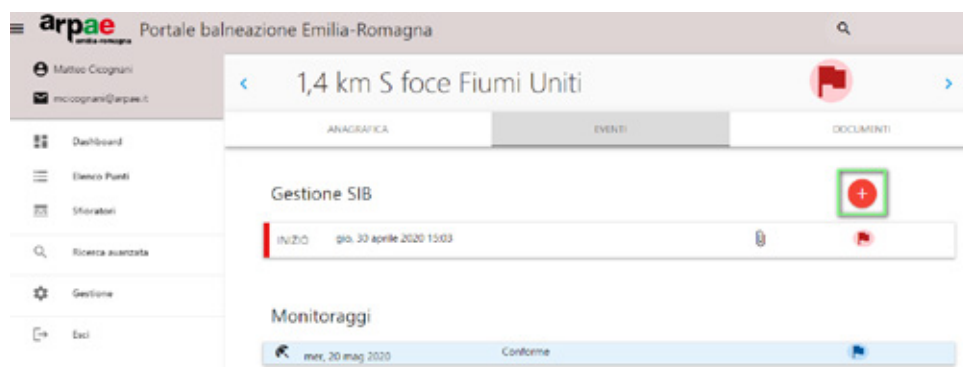 arpae Portale balneazione Emilia-Romagna
emilia-romagna
Matteo Cicognani
mcicognani@arpae.it
1,4 km S foce Fiumi Uniti
ANAGRAFICA EVENTI DOCUMENTI
Dashboard
Elenco Punti
Sfioratori
Ricerca avanzata
Gestione
Esci
Gestione SIB
INIZIO gio, 30 aprile 2020 15:03
Monitoraggi
mer, 20 mag 2020 Conforme